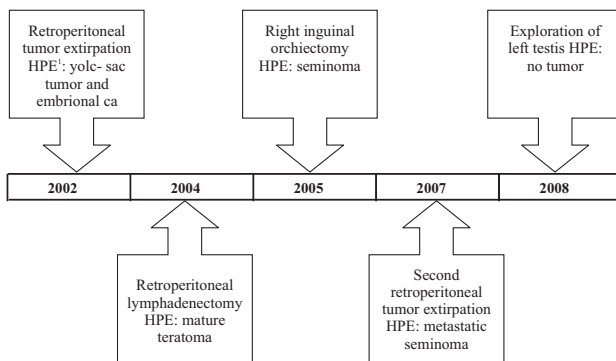 Retroperitoneal
tumor extirpation
HPE¹: yolc- sac
tumor and
embrional ca
Right inguinal
orchiectomy
HPE: seminoma
Exploration of
left testis HPE:
no tumor
2002 2004 2005 2007 2008
Retroperitoneal
lymphadenectomy
HPE: mature
teratoma
Second
retroperitoneal
tumor extirpation
HPE: metastatic
seminoma